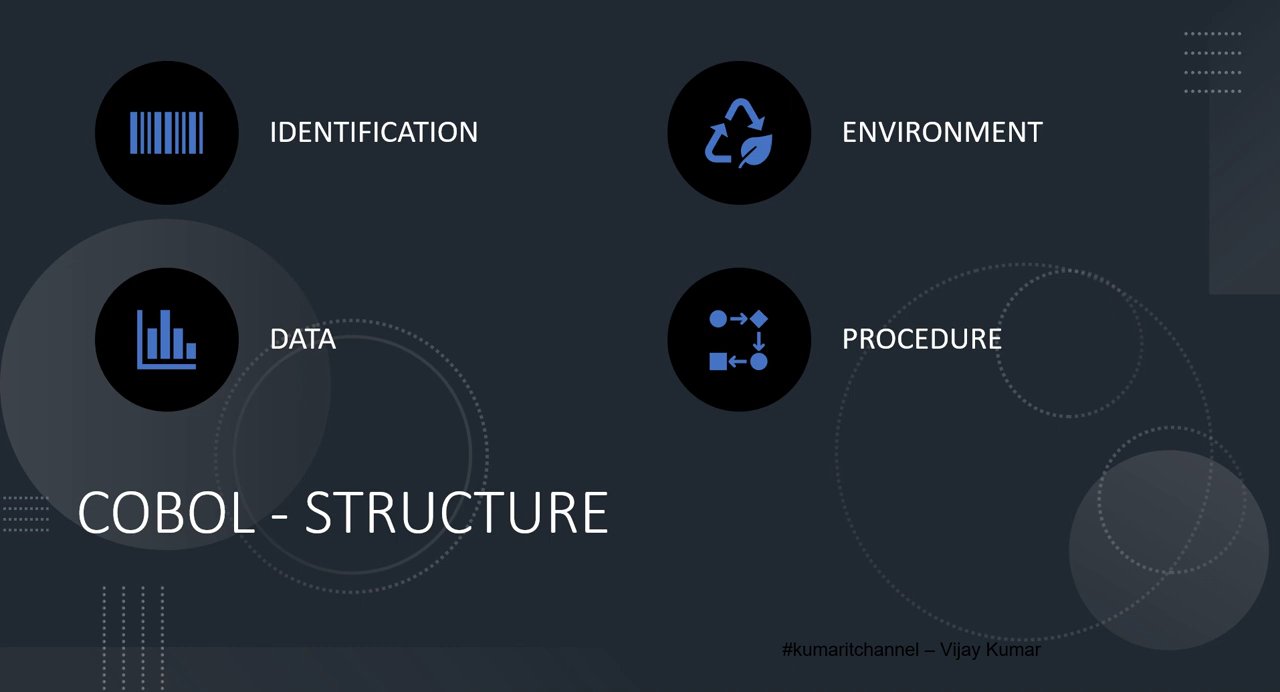 IDENTIFICATION
ENVIRONMENT
DATA
PROCEDURE
COBOL - STRUCTURE
#kumaritchannel – Vijay Kumar